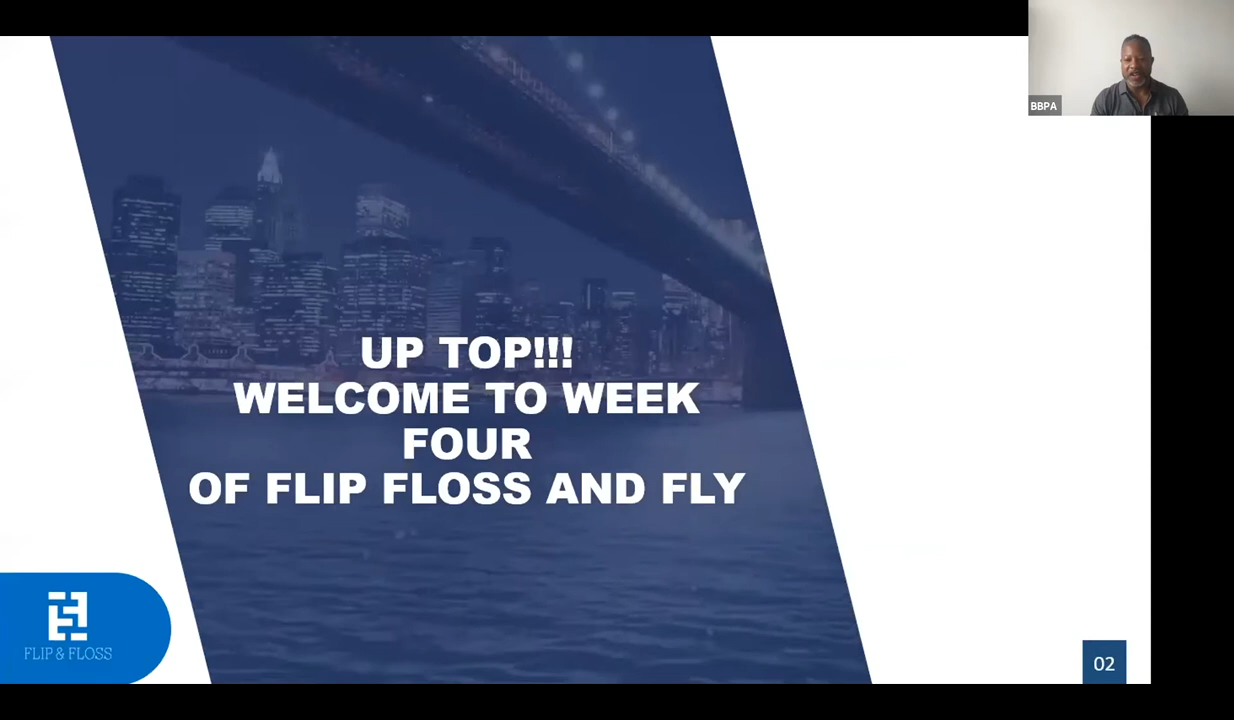 BBPA
UP TOP!!!
WELCOME TO WEEK
FOUR
OF FLIP FLOSS AND FLY
FLIP & FLOSS
02